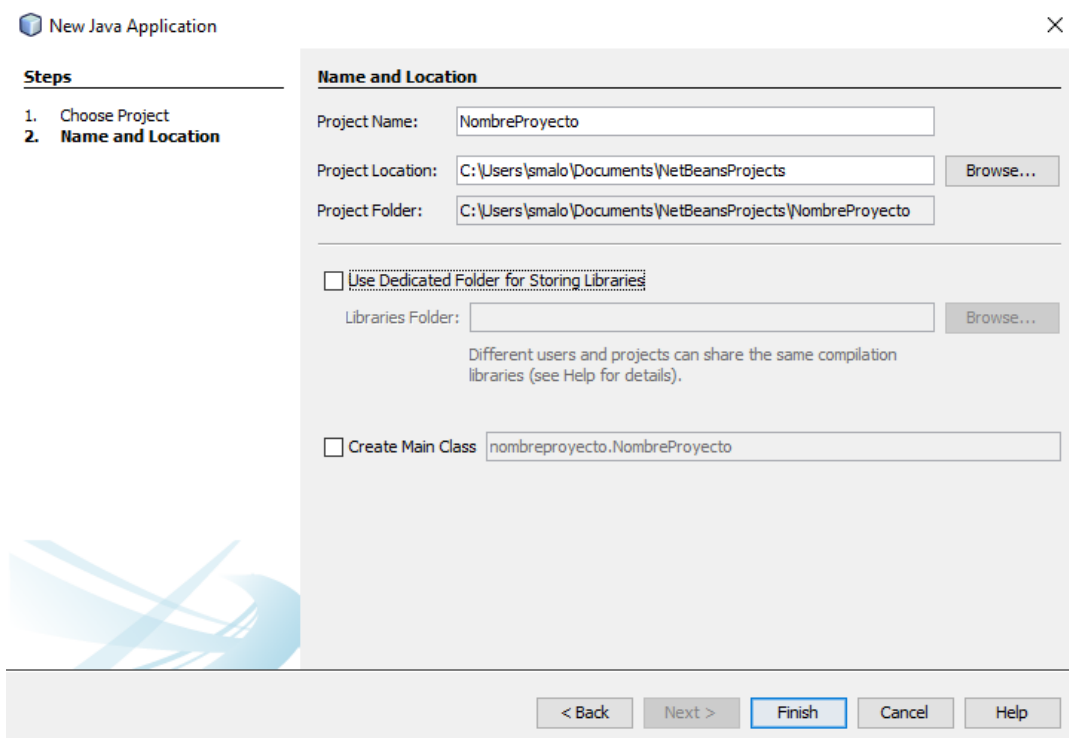 New Java Application
Steps
1. Choose Project
2. Name and Location
Name and Location
Project Name: NombreProyecto
Project Location: C:\Users\smalo\Documents\NetBeansProjects Browse...
Project Folder: C:\Users\smalo\Documents\NetBeansProjects\NombreProyecto
Use Dedicated Folder for Storing Libraries
Libraries Folder: Browse...
Different users and projects can share the same compilation
libraries (see Help for details).
Create Main Class nombreproyecto.NombreProyecto
< Back Next > Finish Cancel Help